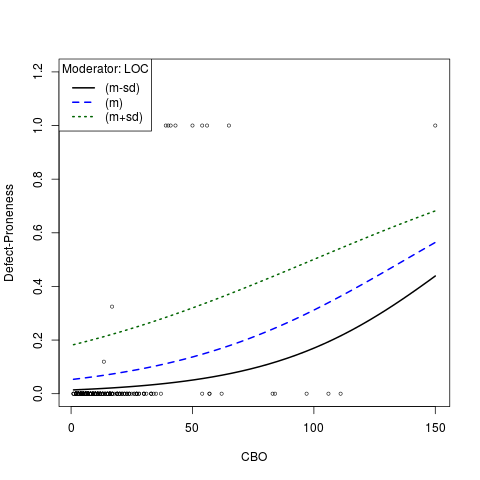 Moderator: LOC
(m-sd)
(m)
(m+sd)
Defect-Proneness
1.2
1.0
0.8
0.6
0.4
0.2
0.0
0 50 100 150
CBO